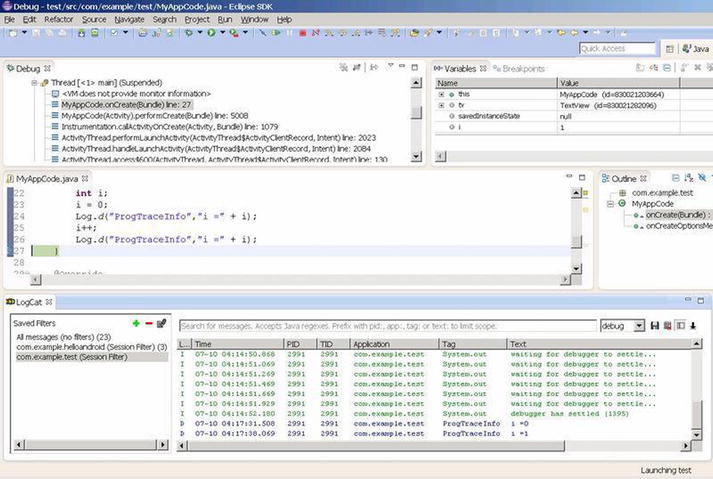 Debug - test/src/com/example/test/MyAppCode.java - Eclipse SDK
File Edit Refactor Source Navigate Search Project Run Window Help
Quick Access
Java
Debug
Thread [<1> main] (Suspended)
<VM does not provide monitor information>
MyAppCode.onCreate(Bundle) line: 27
MyAppCode(Activity).performCreate(Bundle) line: 5008
Instrumentation.callActivityOnCreate(Activity, Bundle) line: 1079
ActivityThread.performLaunchActivity(ActivityThread$ActivityClientRecord, Intent) line: 2023
ActivityThread.handleLaunchActivity(ActivityThread$ActivityClientRecord, Intent) line: 2084
ActivityThread.access$600(ActivityThread, ActivityThread$ActivityClientRecord, Intent) line: 130
Variables Breakpoints
Name Value
this MyAppCode (id=830021203664)
tv TextView (id=830021282096)
savedInstanceState null
i 1
MyAppCode.java
22 int i;
23 i = 0;
24 Log.d("ProgTraceInfo","i =" + i);
25 i++;
26 Log.d("ProgTraceInfo","i =" + i);
27 }
28
29 @Override
Outline
com.example.test
MyAppCode
onCreate(Bundle) :
onCreateOptionsMe
LogCat
Saved Filters
All messages (no filters) (23)
com.example.helloandroid (Session Filter) (3)
com.example.test (Session Filter)
Search for messages. Accepts Java regexes. Prefix with pid:, app:, tag: or text: to limit scope.
debug
L... Time PID TID Application Tag Text
I 07-10 04:14:50.868 2991 2991 com.example.test System.out waiting for debugger to settle...
I 07-10 04:14:51.069 2991 2991 com.example.test System.out waiting for debugger to settle...
I 07-10 04:14:51.269 2991 2991 com.example.test System.out waiting for debugger to settle...
I 07-10 04:14:51.469 2991 2991 com.example.test System.out waiting for debugger to settle...
I 07-10 04:14:51.669 2991 2991 com.example.test System.out waiting for debugger to settle...
I 07-10 04:14:51.929 2991 2991 com.example.test System.out waiting for debugger to settle...
I 07-10 04:14:52.180 2991 2991 com.example.test System.out debugger has settled (1395)
D 07-10 04:17:31.508 2991 2991 com.example.test ProgTraceInfo i =0
D 07-10 04:17:38.069 2991 2991 com.example.test ProgTraceInfo i =1
Launching test